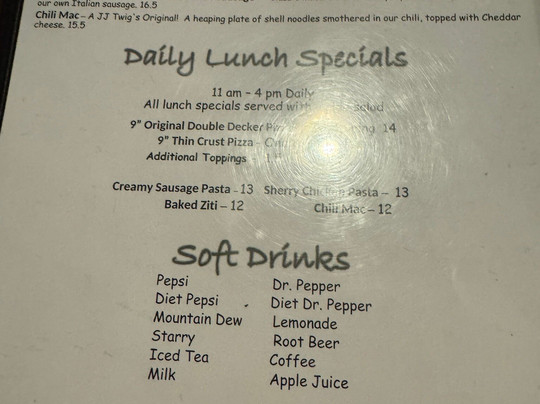 our own Italian sausage. 16.5
Chili Mac – A JJ Twig's Original! A heaping plate of shell noodles smothered in our chili, topped with Cheddar
cheese. 15.5
Daily Lunch Specials
11 am – 4 pm Daily
All lunch specials served with salad
9" Original Double Decker 14
9" Thin Crust Pizza –
Additional Toppings –
Creamy Sausage Pasta - 13 Sherry Chicken Pasta – 13
Baked Ziti – 12 Chili Mac – 12
Soft Drinks
Pepsi Dr. Pepper
Diet Pepsi Diet Dr. Pepper
Mountain Dew Lemonade
Starry Root Beer
Iced Tea Coffee
Milk Apple Juice